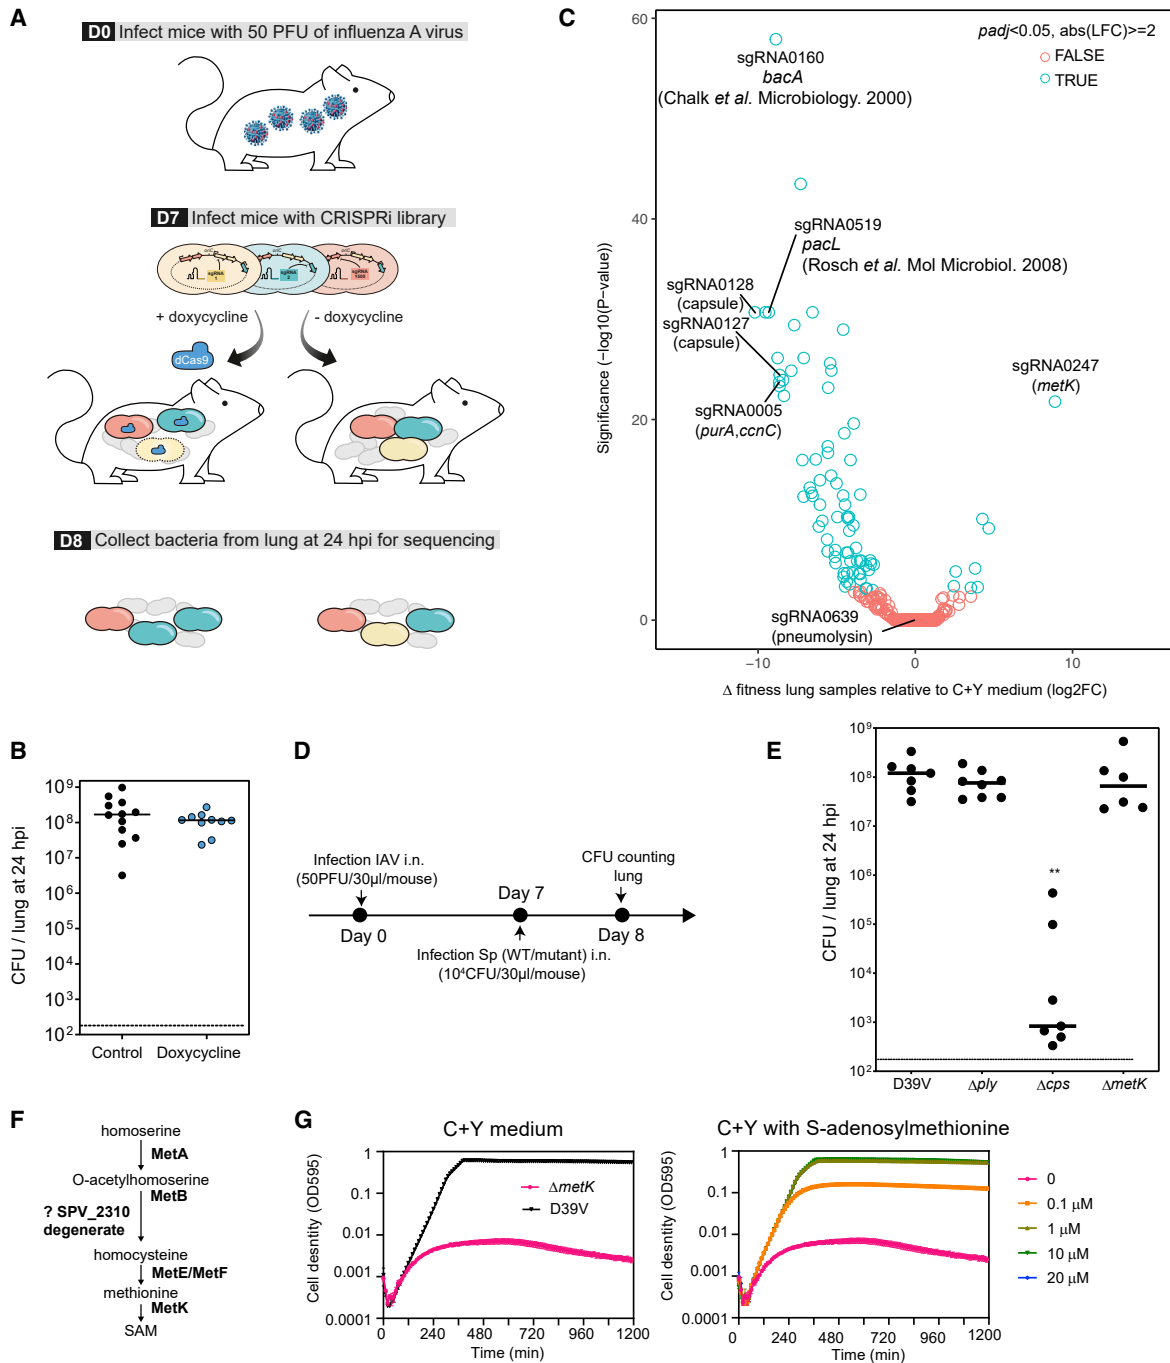 A
D0 Infect mice with 50 PFU of influenza A virus
D7 Infect mice with CRISPRi library
oriC
oriC
oriC
sgRNA
1
sgRNA
2
sgRNA
1500
+ doxycycline
- doxycycline
dCas9
D8 Collect bacteria from lung at 24 hpi for sequencing
C
60
40
20
0
Significance (−log10(P−value))
−10
0
10
Δ fitness lung samples relative to C+Y medium (log2FC)
padj<0.05, abs(LFC)>=2
FALSE
TRUE
sgRNA0160
bacA
(Chalk et al. Microbiology. 2000)
sgRNA0519
pacL
(Rosch et al. Mol Microbiol. 2008)
sgRNA0128
(capsule)
sgRNA0127
(capsule)
sgRNA0005
(purA,ccnC)
sgRNA0247
(metK)
sgRNA0639
(pneumolysin)
B
CFU / lung at 24 hpi
10⁹
10⁸
10⁷
10⁶
10⁵
10⁴
10³
10²
Control
Doxycycline
D
Infection IAV i.n.
(50PFU/30µl/mouse)
Day 0
Day 7
Infection Sp (WT/mutant) i.n.
(10⁴CFU/30µl/mouse)
CFU counting
lung
Day 8
E
CFU / lung at 24 hpi
10⁹
10⁸
10⁷
10⁶
10⁵
10⁴
10³
10²
**
D39V
Δply
Δcps
ΔmetK
F
homoserine
MetA
O-acetylhomoserine
MetB
? SPV_2310
degenerate
homocysteine
MetE/MetF
methionine
MetK
SAM
G
C+Y medium
Cell desntity (OD595)
1
0.1
0.01
0.001
0.0001
ΔmetK
D39V
0
240
480
720
960
1200
Time (min)
C+Y with S-adenosylmethionine
Cell desntity (OD595)
1
0.1
0.01
0.001
0.0001
0
240
480
720
960
1200
Time (min)
0
0.1 µM
1 µM
10 µM
20 µM